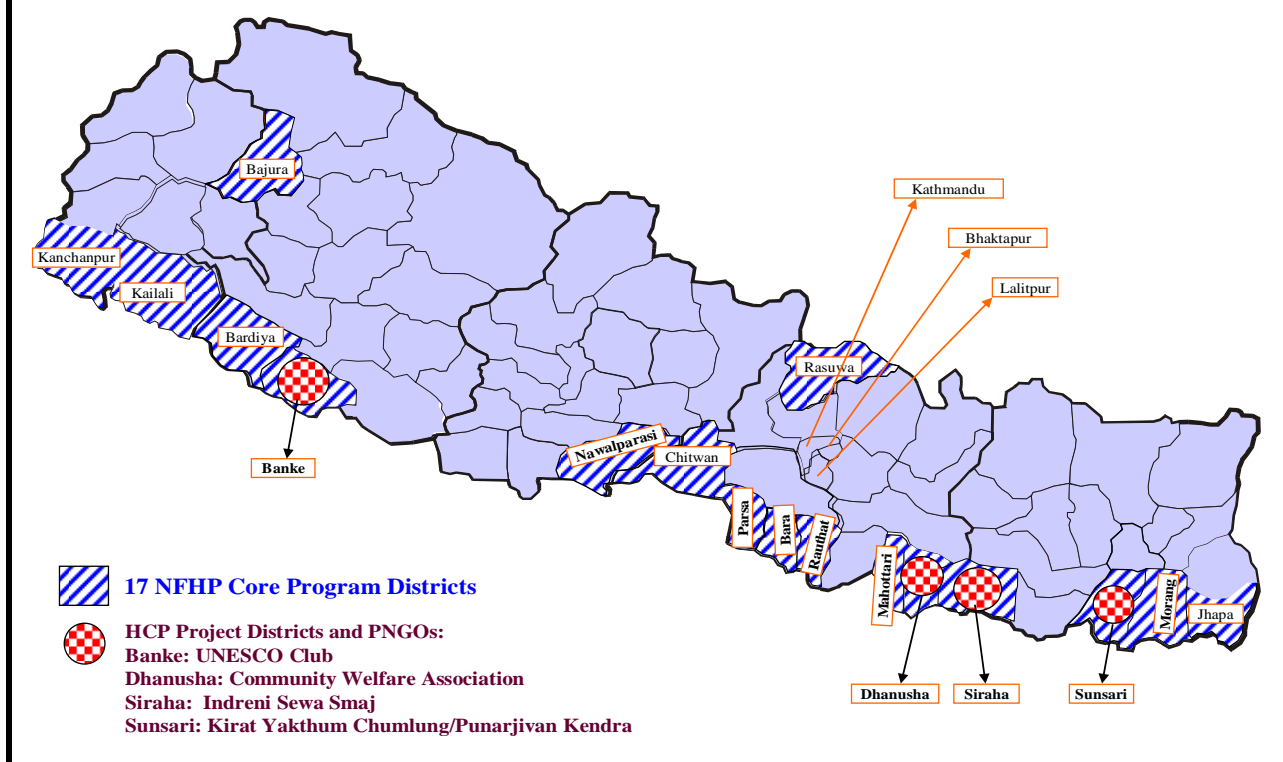 Kathmandu
Bajura
Bhaktapur
Kanchanpur
Kailali
Lalitpur
Bardiya
Rasuwa
Nawalparasi
Chitwan
Banke
Parsa
Bara
Rauthat
Mahottari
Morang
Jhapa
Dhanusha
Siraha
Sunsari
17 NFHP Core Program Districts
HCP Project Districts and PNGOs:
Banke: UNESCO Club
Dhanusha: Community Welfare Association
Siraha: Indreni Sewa Smaj
Sunsari: Kirat Yakthum Chumlung/Punarjivan Kendra